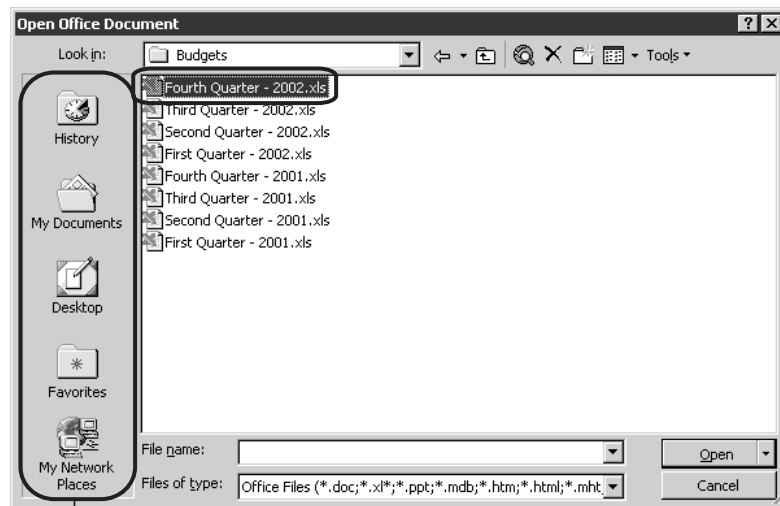 Open Office Document
Look in: Budgets Tools
Fourth Quarter - 2002.xls
Third Quarter - 2002.xls
Second Quarter - 2002.xls
First Quarter - 2002.xls
Fourth Quarter - 2001.xls
Third Quarter - 2001.xls
Second Quarter - 2001.xls
First Quarter - 2001.xls
History
My Documents
Desktop
Favorites
My Network
Places
File name: Open
Files of type: Office Files (*.doc;*.xl*;*.ppt;*.mdb;*.htm;*.html;*.mht; Cancel